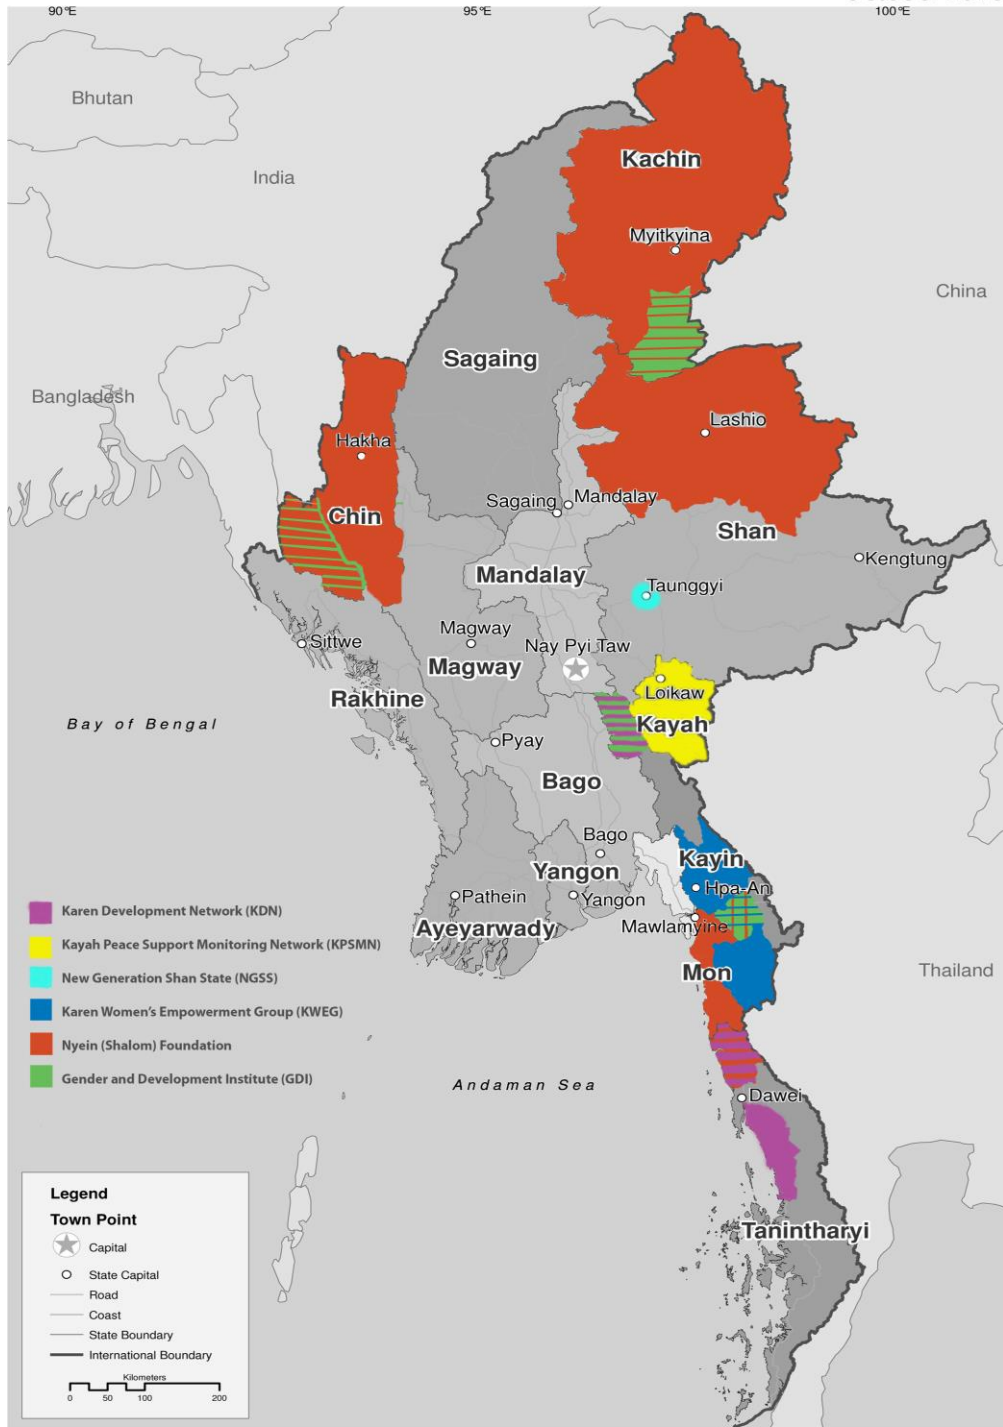 90°E
95°E
100°E
Bhutan
India
Kachin
Myitkyina
China
Sagaing
Bangladesh
Lashio
Hakha
Sagaing
Mandalay
Chin
Shan
Kengtung
Mandalay
Taunggyi
Magway
Sittwe
Nay Pyi Taw
Magway
Loikaw
Rakhine
Bay of Bengal
Kayah
Pyay
Bago
Bago
Kayin
Yangon
Hpa-An
Pathein
Yangon
Mawlamyine
Ayeyarwady
Mon
Thailand
Karen Development Network (KDN)
Kayah Peace Support Monitoring Network (KPSMN)
New Generation Shan State (NGSS)
Karen Women's Empowerment Group (KWEG)
Nyein (Shalom) Foundation
Gender and Development Institute (GDI)
Andaman Sea
Dawei
Tanintharyi
Legend
Town Point
Capital
State Capital
Road
Coast
State Boundary
International Boundary
Kilometers
0 50 100 200